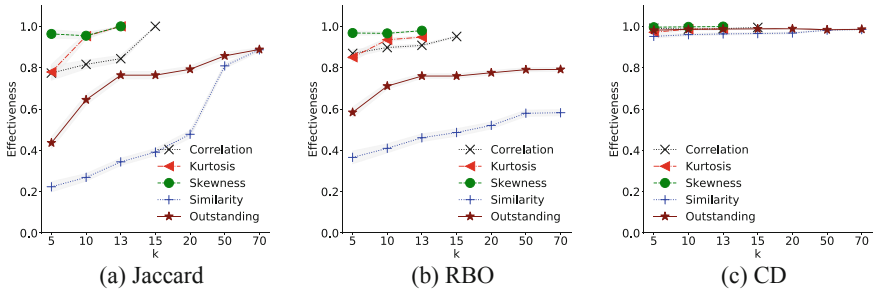 Effectiveness
1.0
0.8
0.6
0.4
0.2
0.0
Correlation
Kurtosis
Skewness
Similarity
Outstanding
5 10 13 15 20 50 70
k
(a) Jaccard
Effectiveness
1.0
0.8
0.6
0.4
0.2
0.0
Correlation
Kurtosis
Skewness
Similarity
Outstanding
5 10 13 15 20 50 70
k
(b) RBO
Effectiveness
1.0
0.8
0.6
0.4
0.2
0.0
Correlation
Kurtosis
Skewness
Similarity
Outstanding
5 10 13 15 20 50 70
k
(c) CD